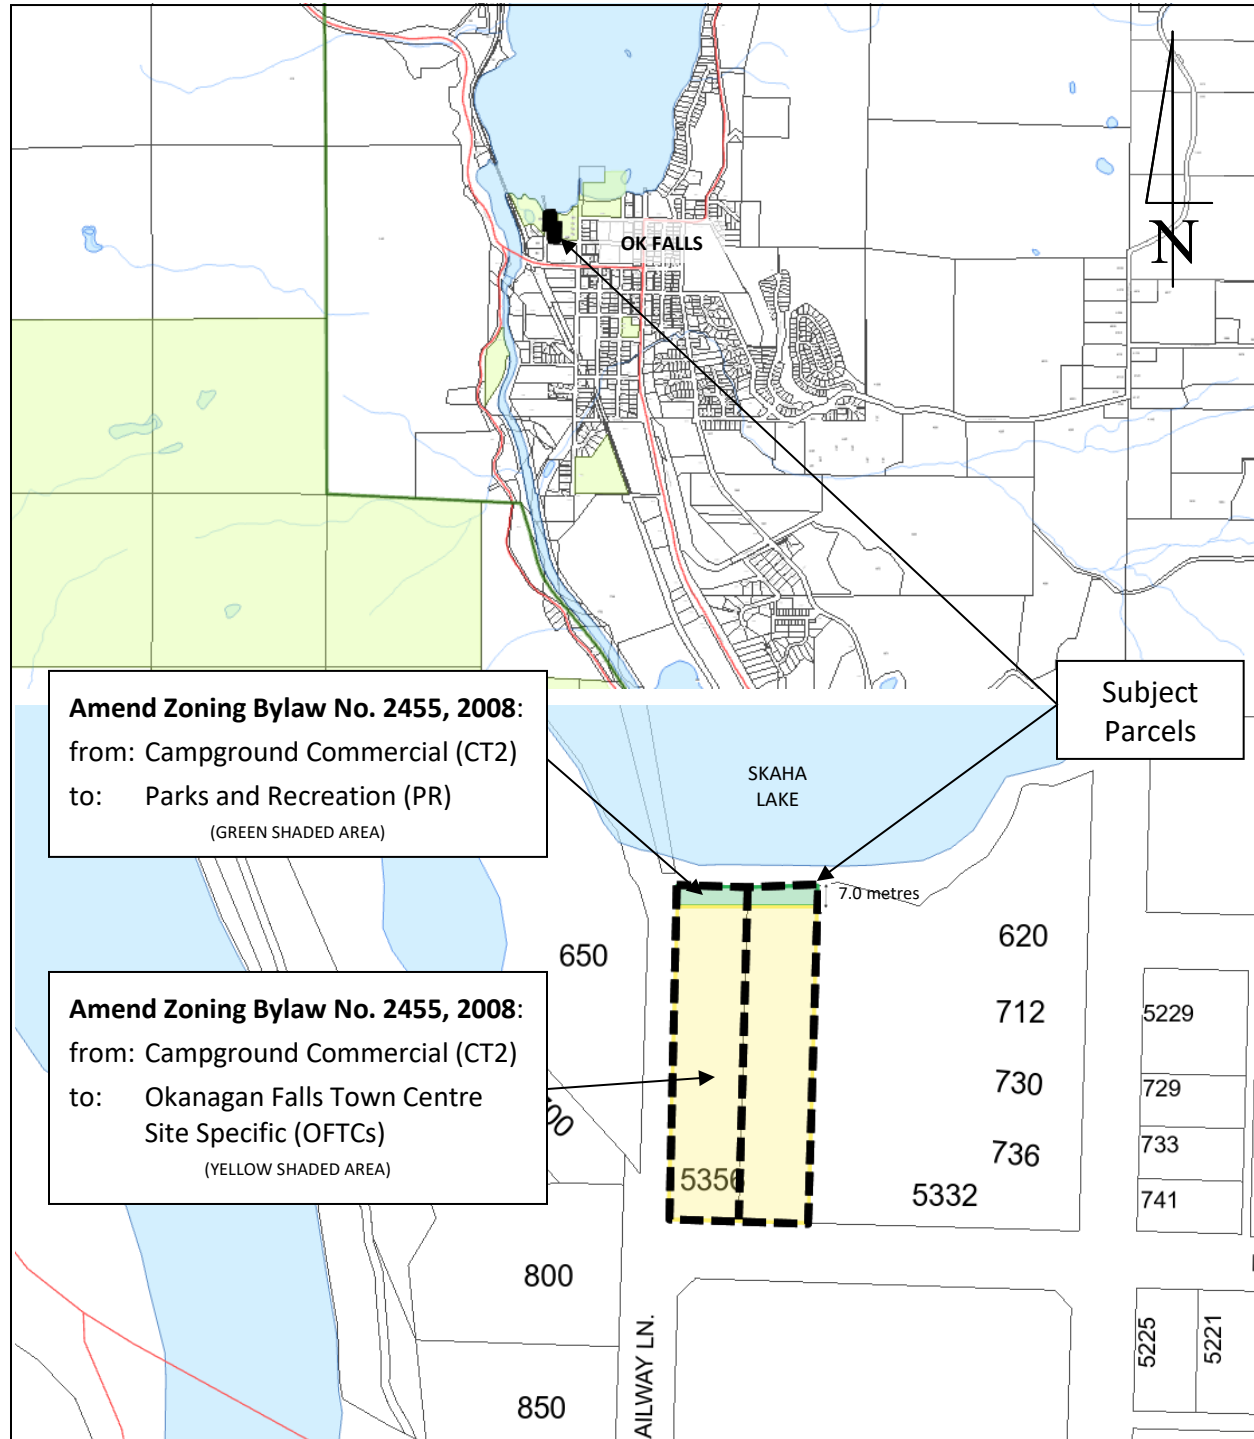 OK FALLS
N
Subject
Parcels
Amend Zoning Bylaw No. 2455, 2008:
from: Campground Commercial (CT2)
to: Parks and Recreation (PR)
(GREEN SHADED AREA)
SKAHA
LAKE
7.0 metres
650
620
712
5229
Amend Zoning Bylaw No. 2455, 2008:
from: Campground Commercial (CT2)
to: Okanagan Falls Town Centre
Site Specific (OFTCs)
(YELLOW SHADED AREA)
730
729
736
733
5356
5332
741
800
AILWAY LN.
5225
5221
850